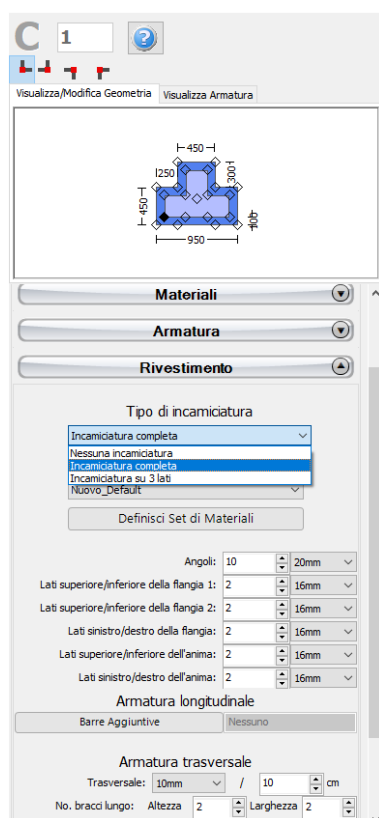 C 1
Visualizza/Modifica Geometria Visualizza Armatura
450
250
300
450
100
950
Materiali
Armatura
Rivestimento
Tipo di incamiciatura
Incamiciatura completa
Nessuna incamiciatura
Incamiciatura completa
Incamiciatura su 3 lati
Nuovo_Default
Definisci Set di Materiali
Angoli: 10 20mm
Lati superiore/inferiore della flangia 1: 2 16mm
Lati superiore/inferiore della flangia 2: 2 16mm
Lati sinistro/destro della flangia: 2 16mm
Lati superiore/inferiore dell'anima: 2 16mm
Lati sinistro/destro dell'anima: 2 16mm
Armatura longitudinale
Barre Aggiuntive Nessuno
Armatura trasversale
Trasversale: 10mm / 10 cm
No. bracci lungo: Altezza 2 Larghezza 2